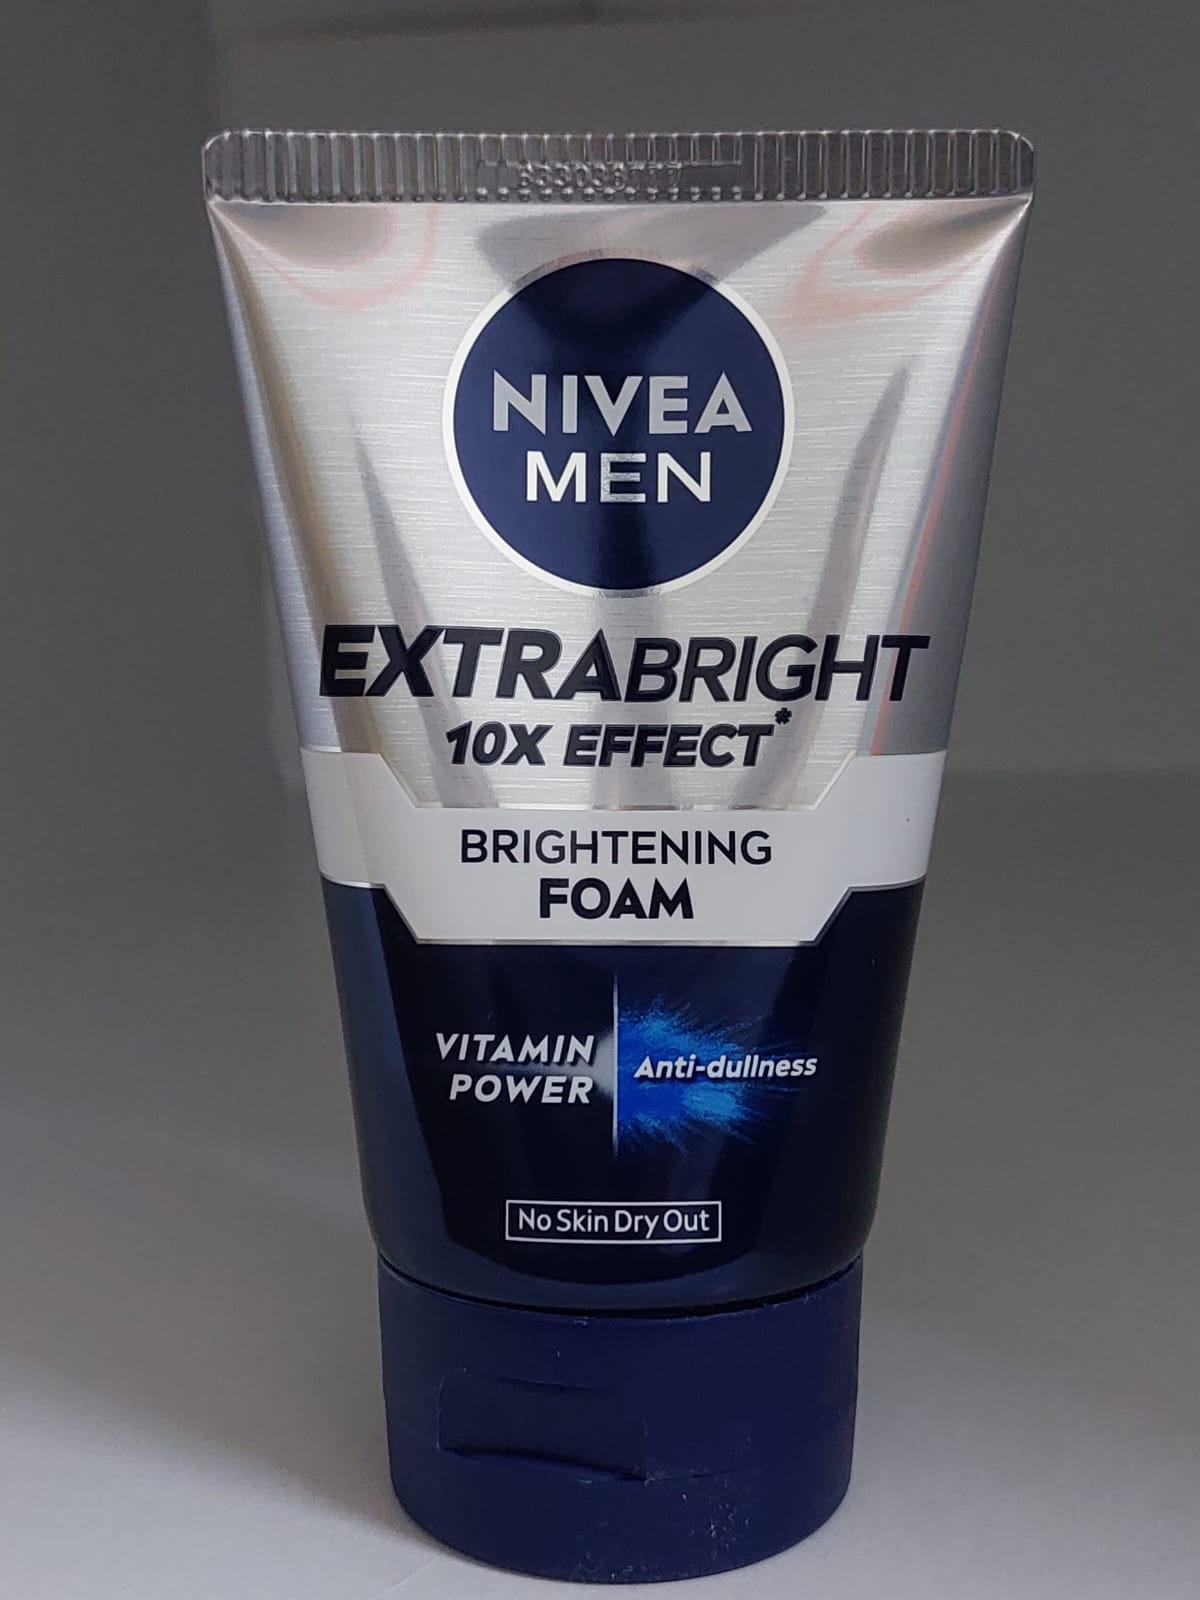 NIVEA
MEN
EXTRABRIGHT
10X EFFECT*
BRIGHTENING
FOAM
VITAMIN
POWER
Anti-dullness
No Skin Dry Out